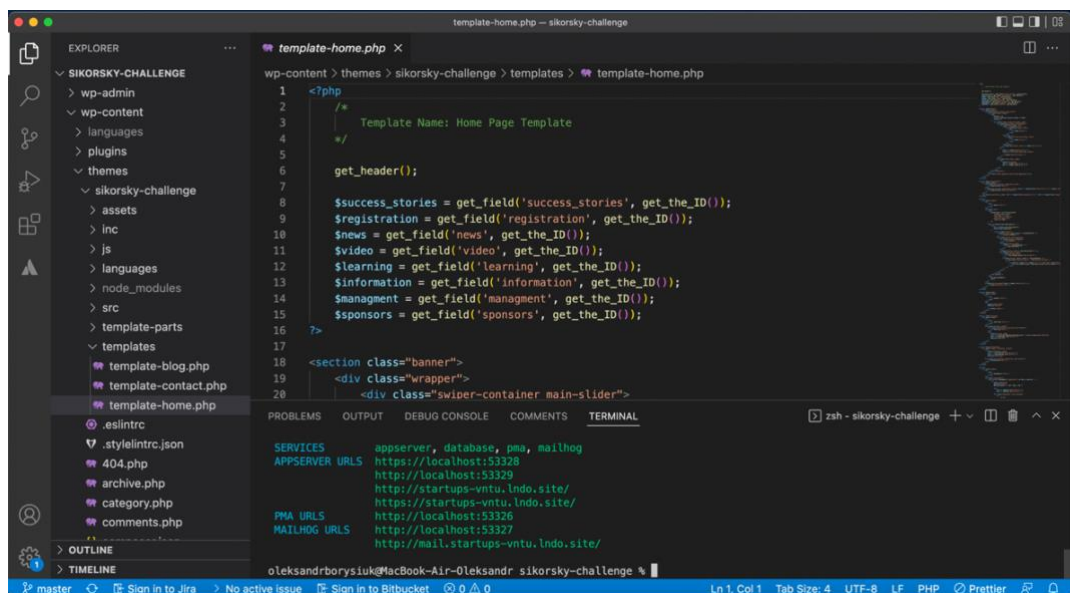 template-home.php — sikorsky-challenge
EXPLORER
SIKORSKY-CHALLENGE
wp-admin
wp-content
languages
plugins
themes
sikorsky-challenge
assets
inc
js
languages
node_modules
src
template-parts
templates
template-blog.php
template-contact.php
template-home.php
.eslintrc
.stylelintrc.json
404.php
archive.php
category.php
comments.php
OUTLINE
TIMELINE
template-home.php
wp-content > themes > sikorsky-challenge > templates > template-home.php
1 <?php
2 /*
3 Template Name: Home Page Template
4 */
5
6 get_header();
7
8 $success_stories = get_field('success_stories', get_the_ID());
9 $registration = get_field('registration', get_the_ID());
10 $news = get_field('news', get_the_ID());
11 $video = get_field('video', get_the_ID());
12 $learning = get_field('learning', get_the_ID());
13 $information = get_field('information', get_the_ID());
14 $managment = get_field('managment', get_the_ID());
15 $sponsors = get_field('sponsors', get_the_ID());
16 ?>
17
18 <section class="banner">
19 <div class="wrapper">
20 <div class="swiper-container main-slider">
PROBLEMS OUTPUT DEBUG CONSOLE COMMENTS TERMINAL
zsh - sikorsky-challenge
SERVICES appserver, database, pma, mailhog
APPSERVER URLS https://localhost:53328
http://localhost:53329
http://startups-vntu.lndo.site/
https://startups-vntu.lndo.site/
PMA URLS http://localhost:53326
MAILHOG URLS http://localhost:53327
http://mail.startups-vntu.lndo.site/
oleksandrborysiuk@MacBook-Air-Oleksandr sikorsky-challenge %
1
master Sign in to Jira No active issue Sign in to Bitbucket 0 0 Ln 1, Col 1 Tab Size: 4 UTF-8 LF PHP Prettier